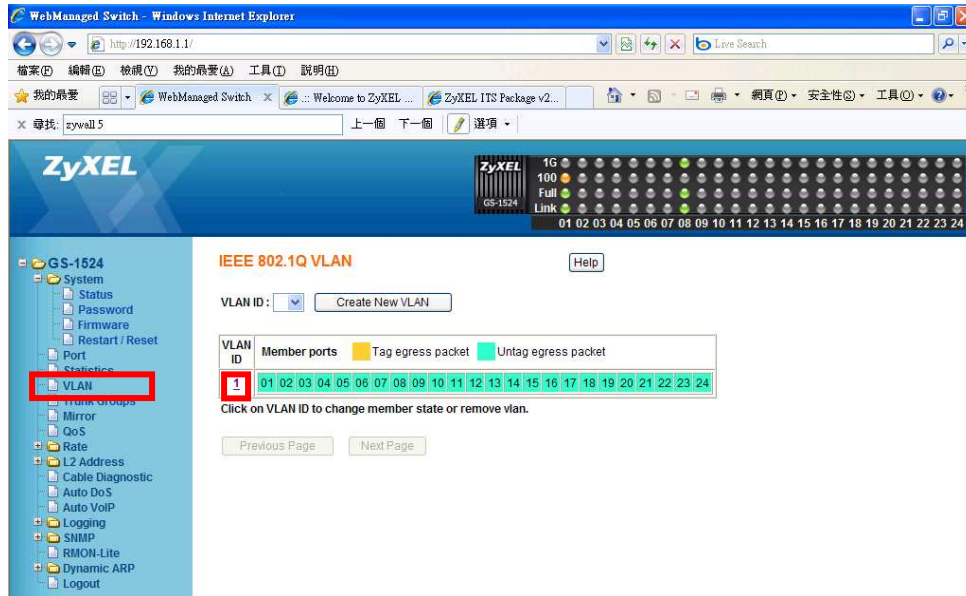 WebManaged Switch - Windows Internet Explorer
http://192.168.1.1/
Live Search
檔案(F) 編輯(E) 檢視(V) 我的最愛(A) 工具(T) 說明(H)
我的最愛 WebManaged Switch .:: Welcome to ZyXEL ... ZyXEL ITS Package v2... 網頁(P) 安全性(S) 工具(O)
尋找: zywall 5 上一個 下一個 選項
ZyXEL
ZyXEL
GS-1524
1G
100
Full
Link
01 02 03 04 05 06 07 08 09 10 11 12 13 14 15 16 17 18 19 20 21 22 23 24
GS-1524
System
Status
Password
Firmware
Restart / Reset
Port
Statistics
VLAN
Trunk Groups
Mirror
QoS
Rate
L2 Address
Cable Diagnostic
Auto DoS
Auto VoIP
Logging
SNMP
RMON-Lite
Dynamic ARP
Logout
IEEE 802.1Q VLAN
Help
VLAN ID : Create New VLAN
VLAN ID Member ports Tag egress packet Untag egress packet
1 01 02 03 04 05 06 07 08 09 10 11 12 13 14 15 16 17 18 19 20 21 22 23 24
Click on VLAN ID to change member state or remove vlan.
Previous Page Next Page